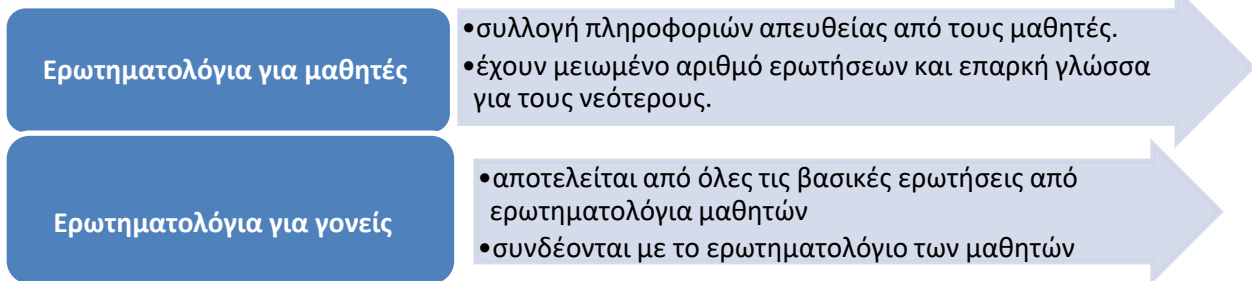 Ερωτηματολόγια για μαθητές
•συλλογή πληροφοριών απευθείας από τους μαθητές.
•έχουν μειωμένο αριθμό ερωτήσεων και επαρκή γλώσσα
για τους νεότερους.
Ερωτηματολόγια για γονείς
•αποτελείται από όλες τις βασικές ερωτήσεις από
ερωτηματολόγια μαθητών
•συνδέονται με το ερωτηματολόγιο των μαθητών